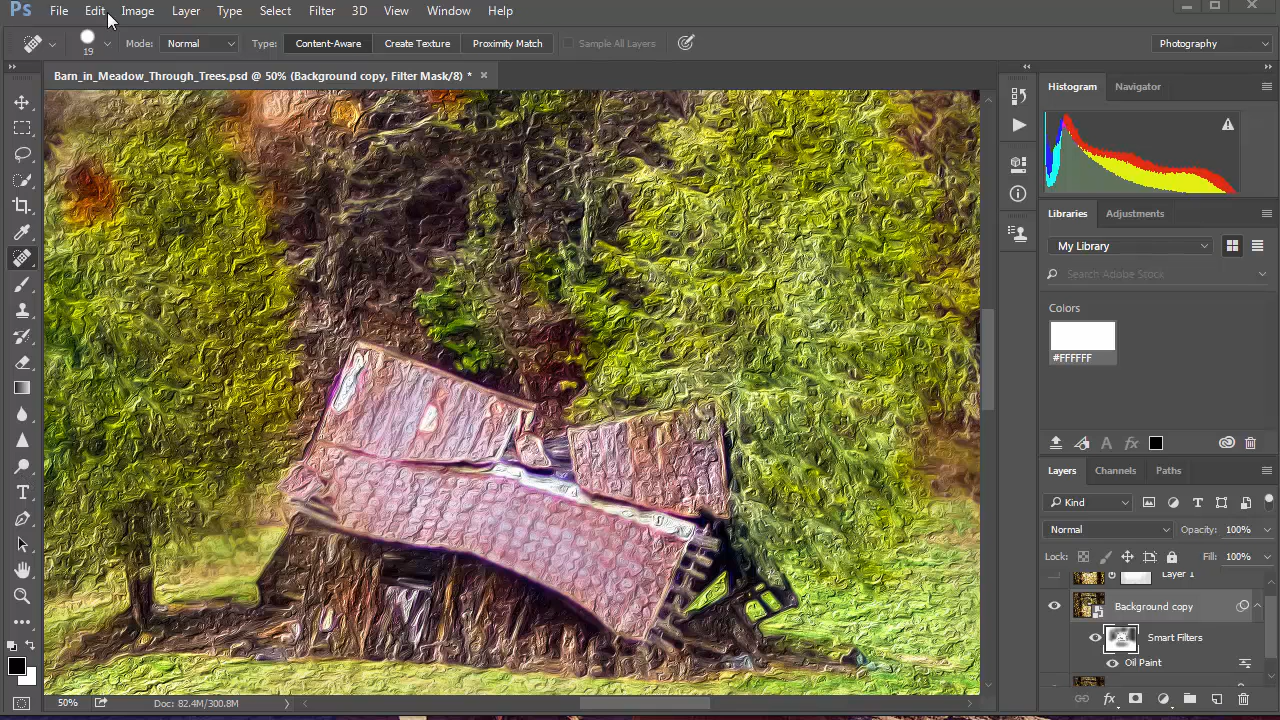 Ps File Edit Image Layer Type Select Filter 3D View Window Help
19 Mode: Normal Type: Content-Aware Create Texture Proximity Match Sample All Layers Photography
Barn_in_Meadow_Through_Trees.psd @ 50% (Background copy, Filter Mask/8) *
Histogram Navigator
Libraries Adjustments
My Library
Search Adobe Stock
Colors
#FFFFFF
Layers Channels Paths
Kind
Normal Opacity: 100%
Lock: Fill: 100%
Layer 1
Background copy
Smart Filters
Oil Paint
50% Doc: 82.4M/300.8M